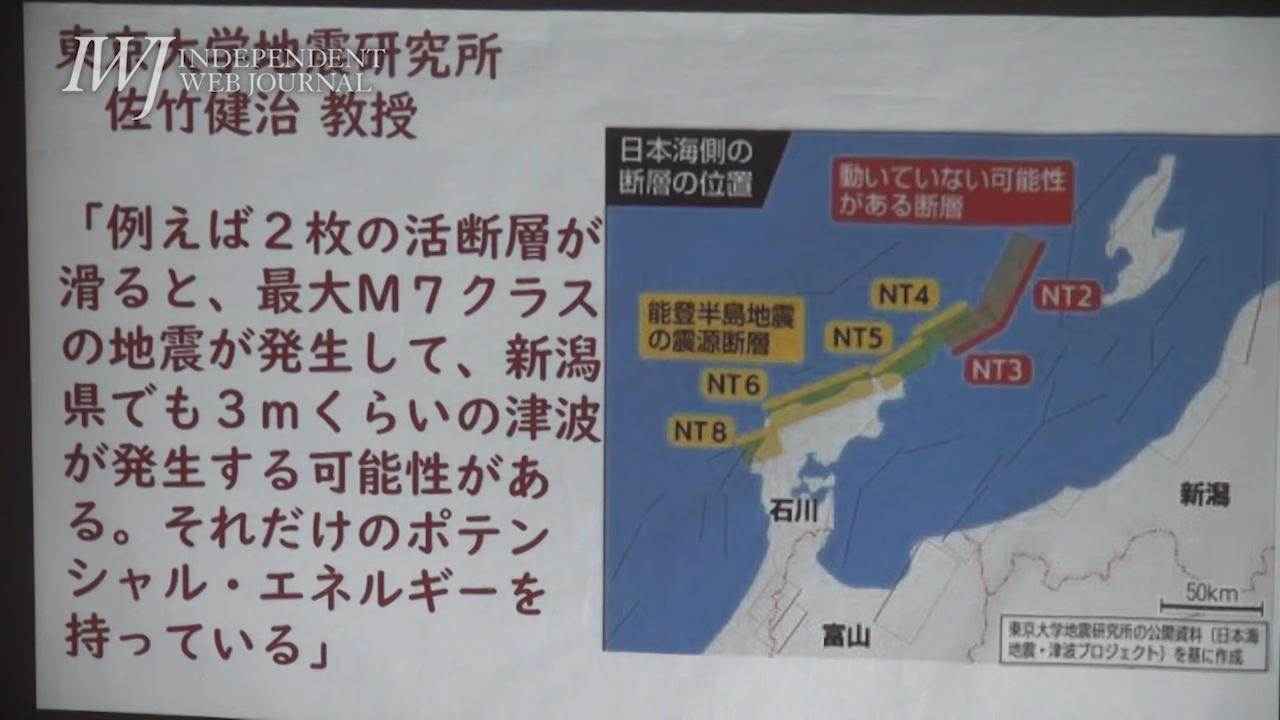 東京大学地震研究所
IWJ INDEPENDENT
WEB JOURNAL
佐竹健治 教授
「例えば２枚の活断層が
滑ると、最大M７クラス
の地震が発生して、新潟
県でも３ｍくらいの津波
が発生する可能性があ
る。それだけのポテン
シャル・エネルギーを
持っている」
日本海側の
断層の位置
動いていない可能性
がある断層
能登半島地震
の震源断層
NT4
NT2
NT5
NT3
NT6
NT8
石川
新潟
富山
50km
東京大学地震研究所の公開資料（日本海
地震・津波プロジェクト）を基に作成